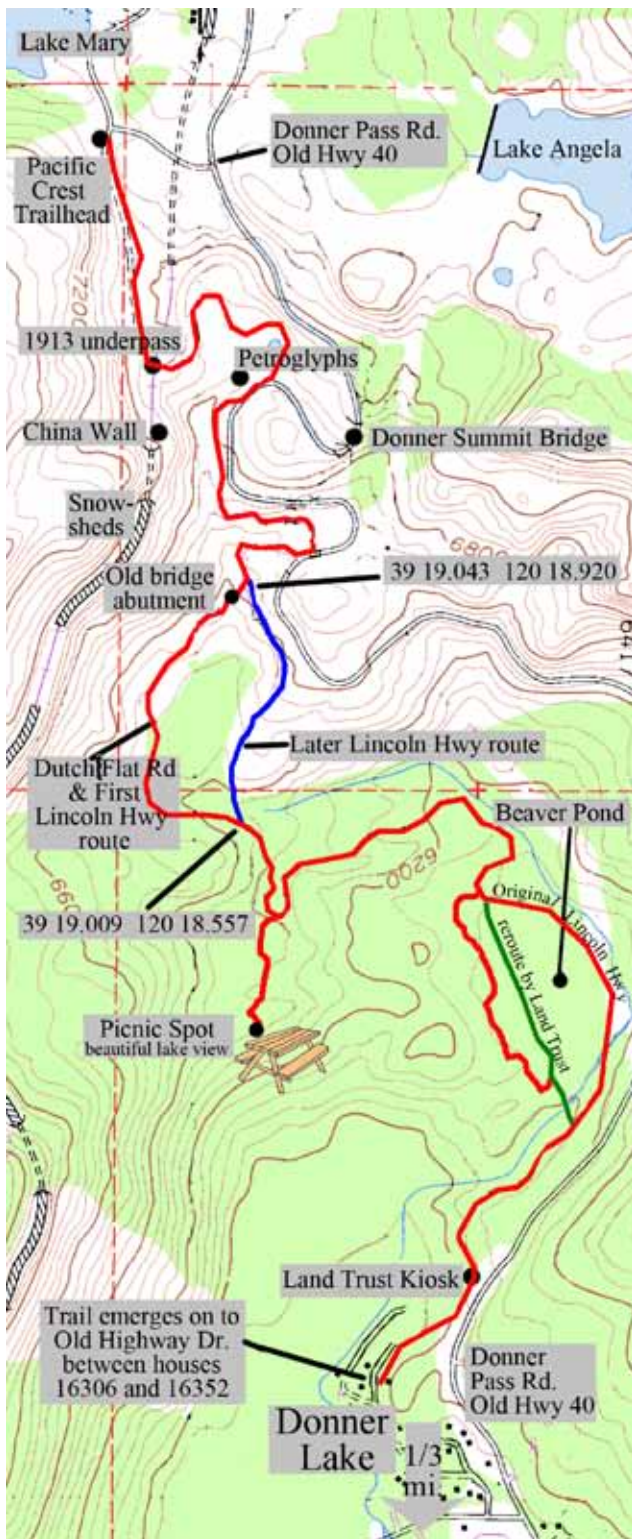 Lake Mary
Donner Pass Rd.
Old Hwy 40
Lake Angela
Pacific
Crest
Trailhead
7200
1913 underpass
Petroglyphs
China Wall
Donner Summit Bridge
Snow-
sheds
6800
Old bridge
abutment
39 19.043 120 18.920
641
Later Lincoln Hwy route
Dutch Flat Rd
& First
Lincoln Hwy
route
Beaver Pond
6200
Original Lincoln Hwy
reroute by Land Trust
39 19.009 120 18.557
Picnic Spot
beautiful lake view
Land Trust Kiosk
Trail emerges on to
Old Highway Dr.
between houses
16306 and 16352
Donner
Pass Rd.
Old Hwy 40
Donner
Lake
1/3
mi.